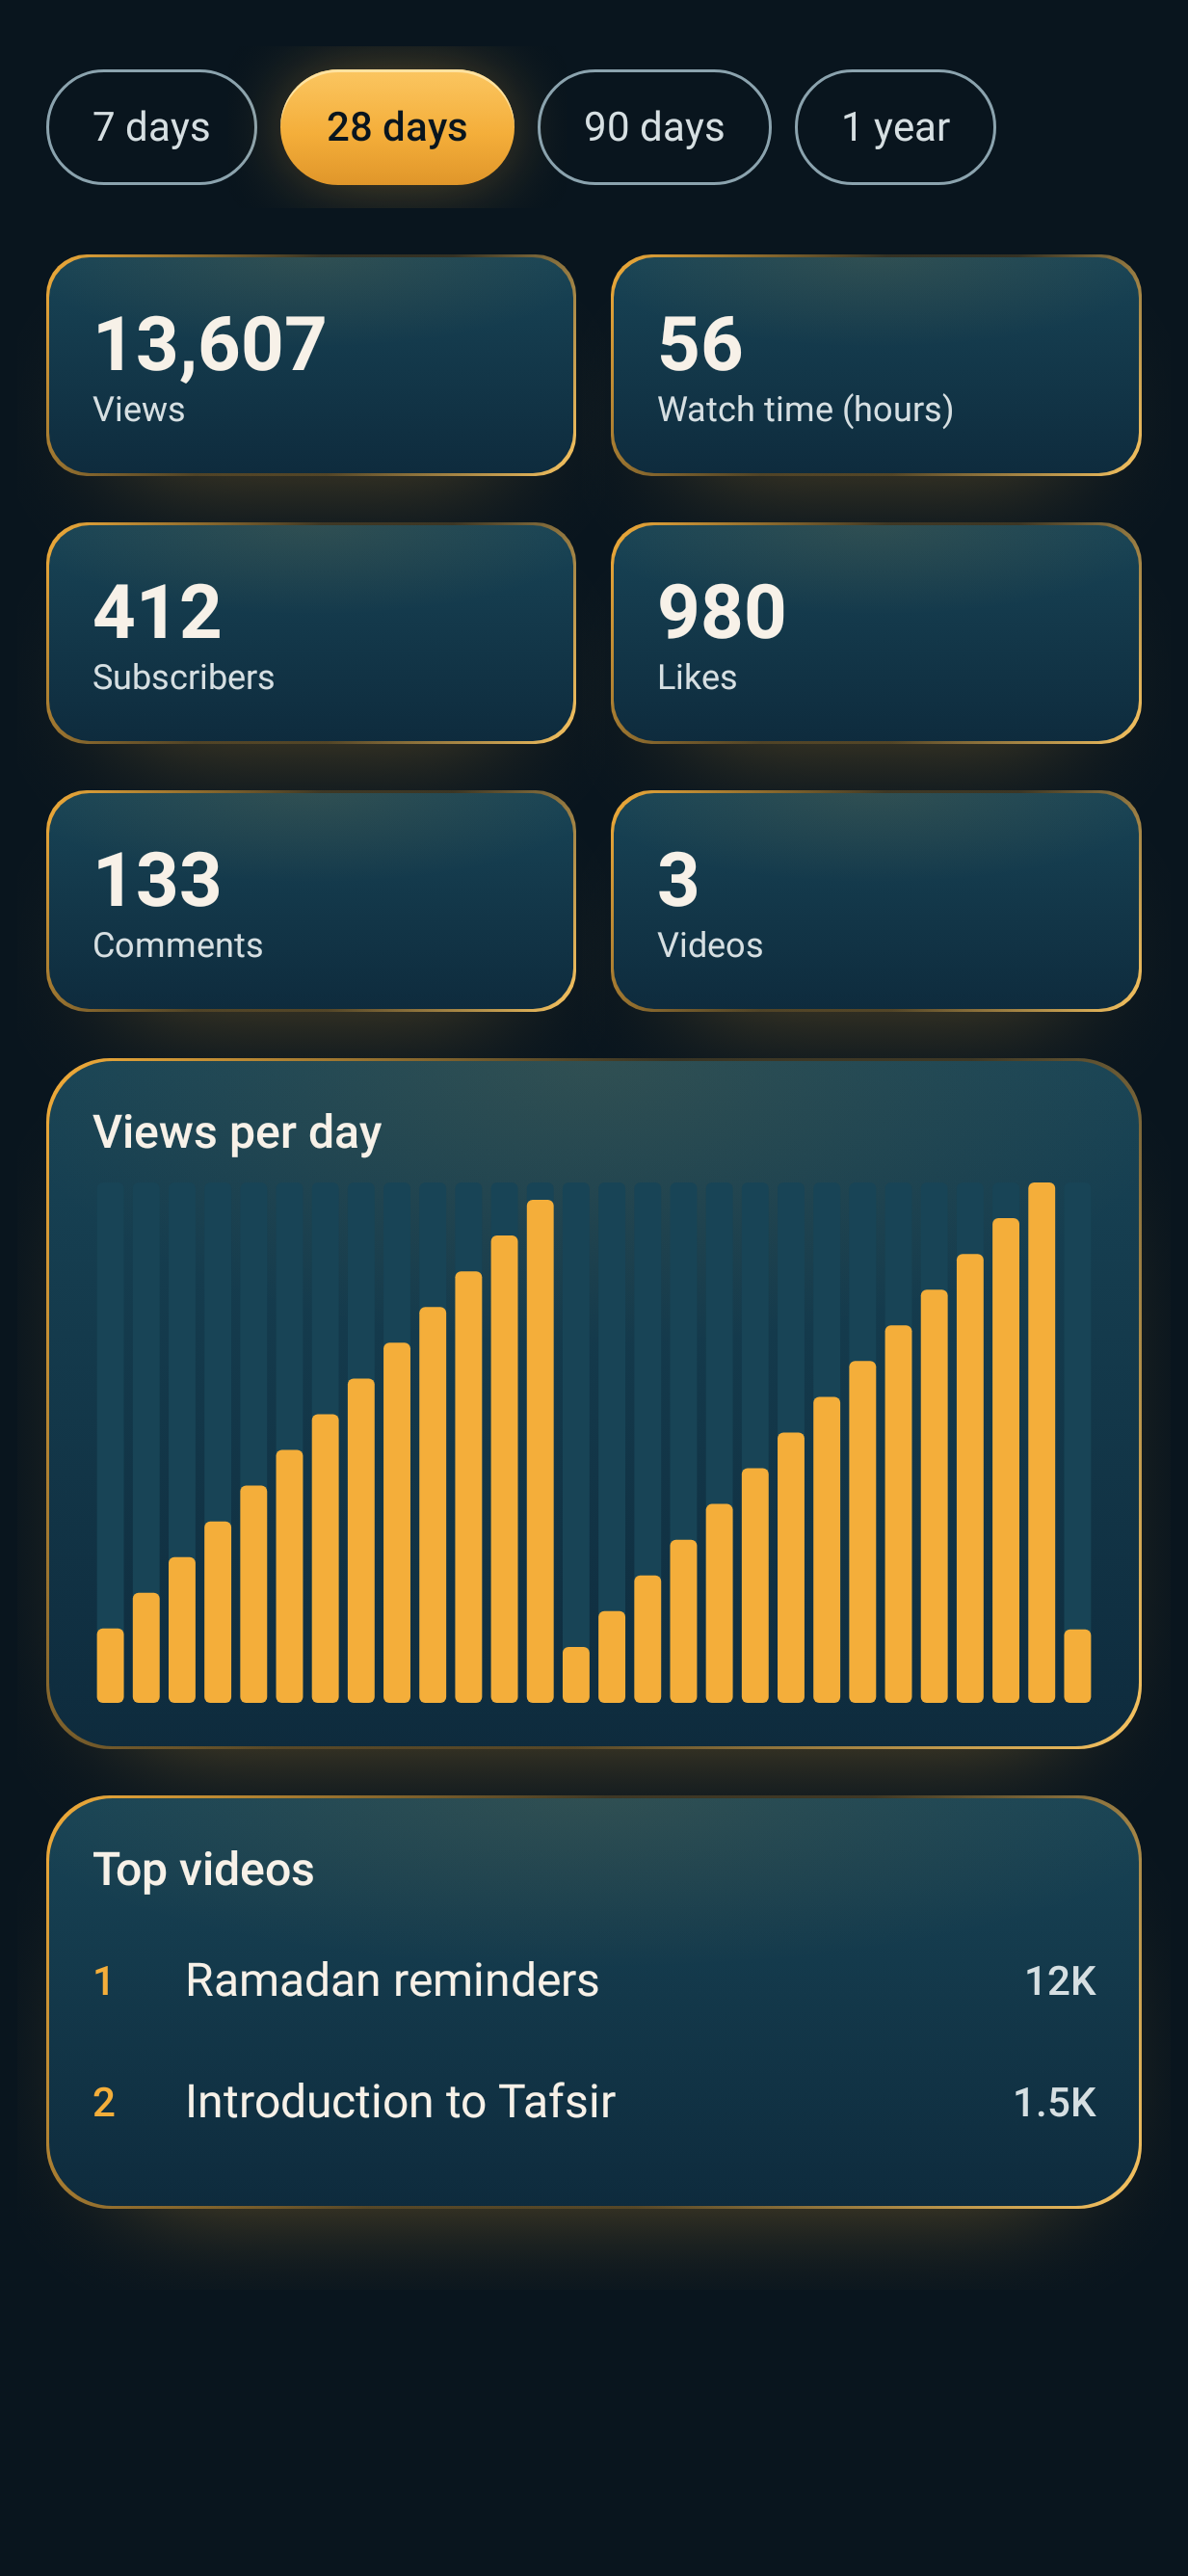 7 days
28 days
90 days
1 year
13,607
Views
56
Watch time (hours)
412
Subscribers
980
Likes
133
Comments
3
Videos
Views per day
Top videos
1 Ramadan reminders 12K
2 Introduction to Tafsir 1.5K